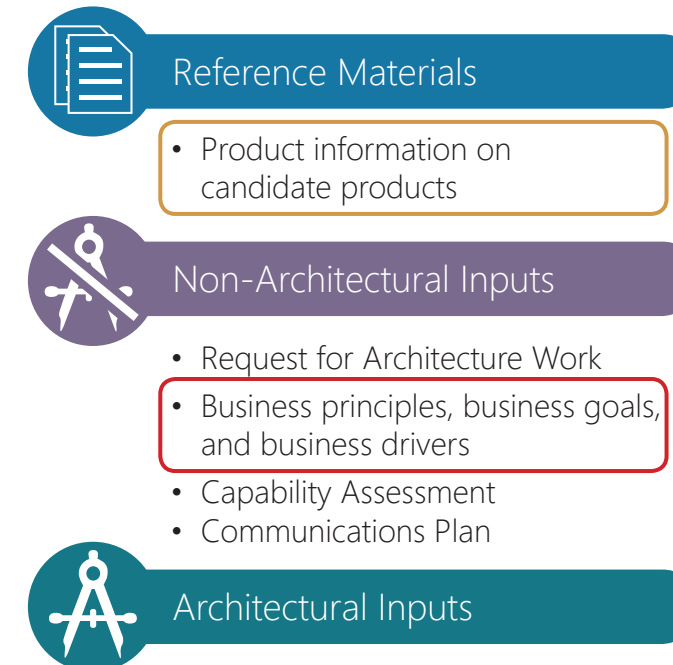 Reference Materials
• Product information on
candidate products
Non-Architectural Inputs
• Request for Architecture Work
• Business principles, business goals,
and business drivers
• Capability Assessment
• Communications Plan
Architectural Inputs